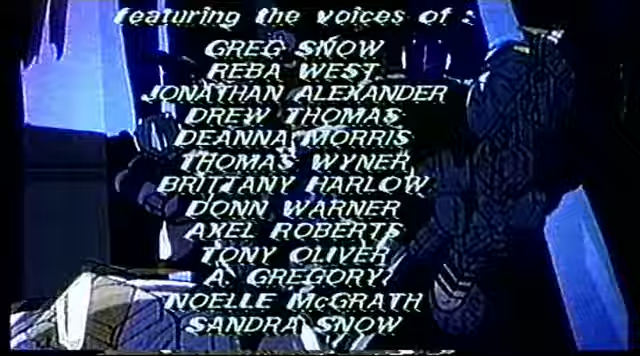 featuring the voices of :
GREG SNOW
REBA WEST
JONATHAN ALEXANDER
DREW THOMAS
DEANNA MORRIS
THOMAS WYNER
BRITTANY HARLOW
DONN WARNER
AXEL ROBERTS
TONY OLIVER
A. GREGORY
NOELLE McGRATH
SANDRA SNOW